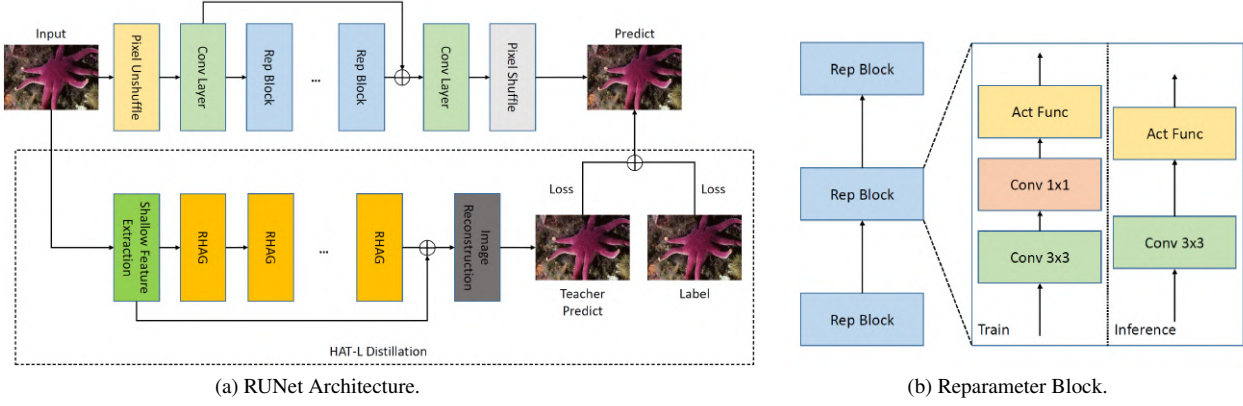 Input
Pixel Unshuffle
Conv Layer
Rep Block
...
Rep Block
Conv Layer
Pixel Shuffle
Predict
Shallow Feature
Extraction
RHAG
RHAG
...
RHAG
Image
Reconstruction
Loss
Loss
Teacher
Predict
Label
HAT-L Distillation
(a) RUNet Architecture.
Rep Block
Rep Block
Rep Block
Act Func
Conv 1x1
Conv 3x3
Train
Act Func
Conv 3x3
Inference
(b) Reparameter Block.